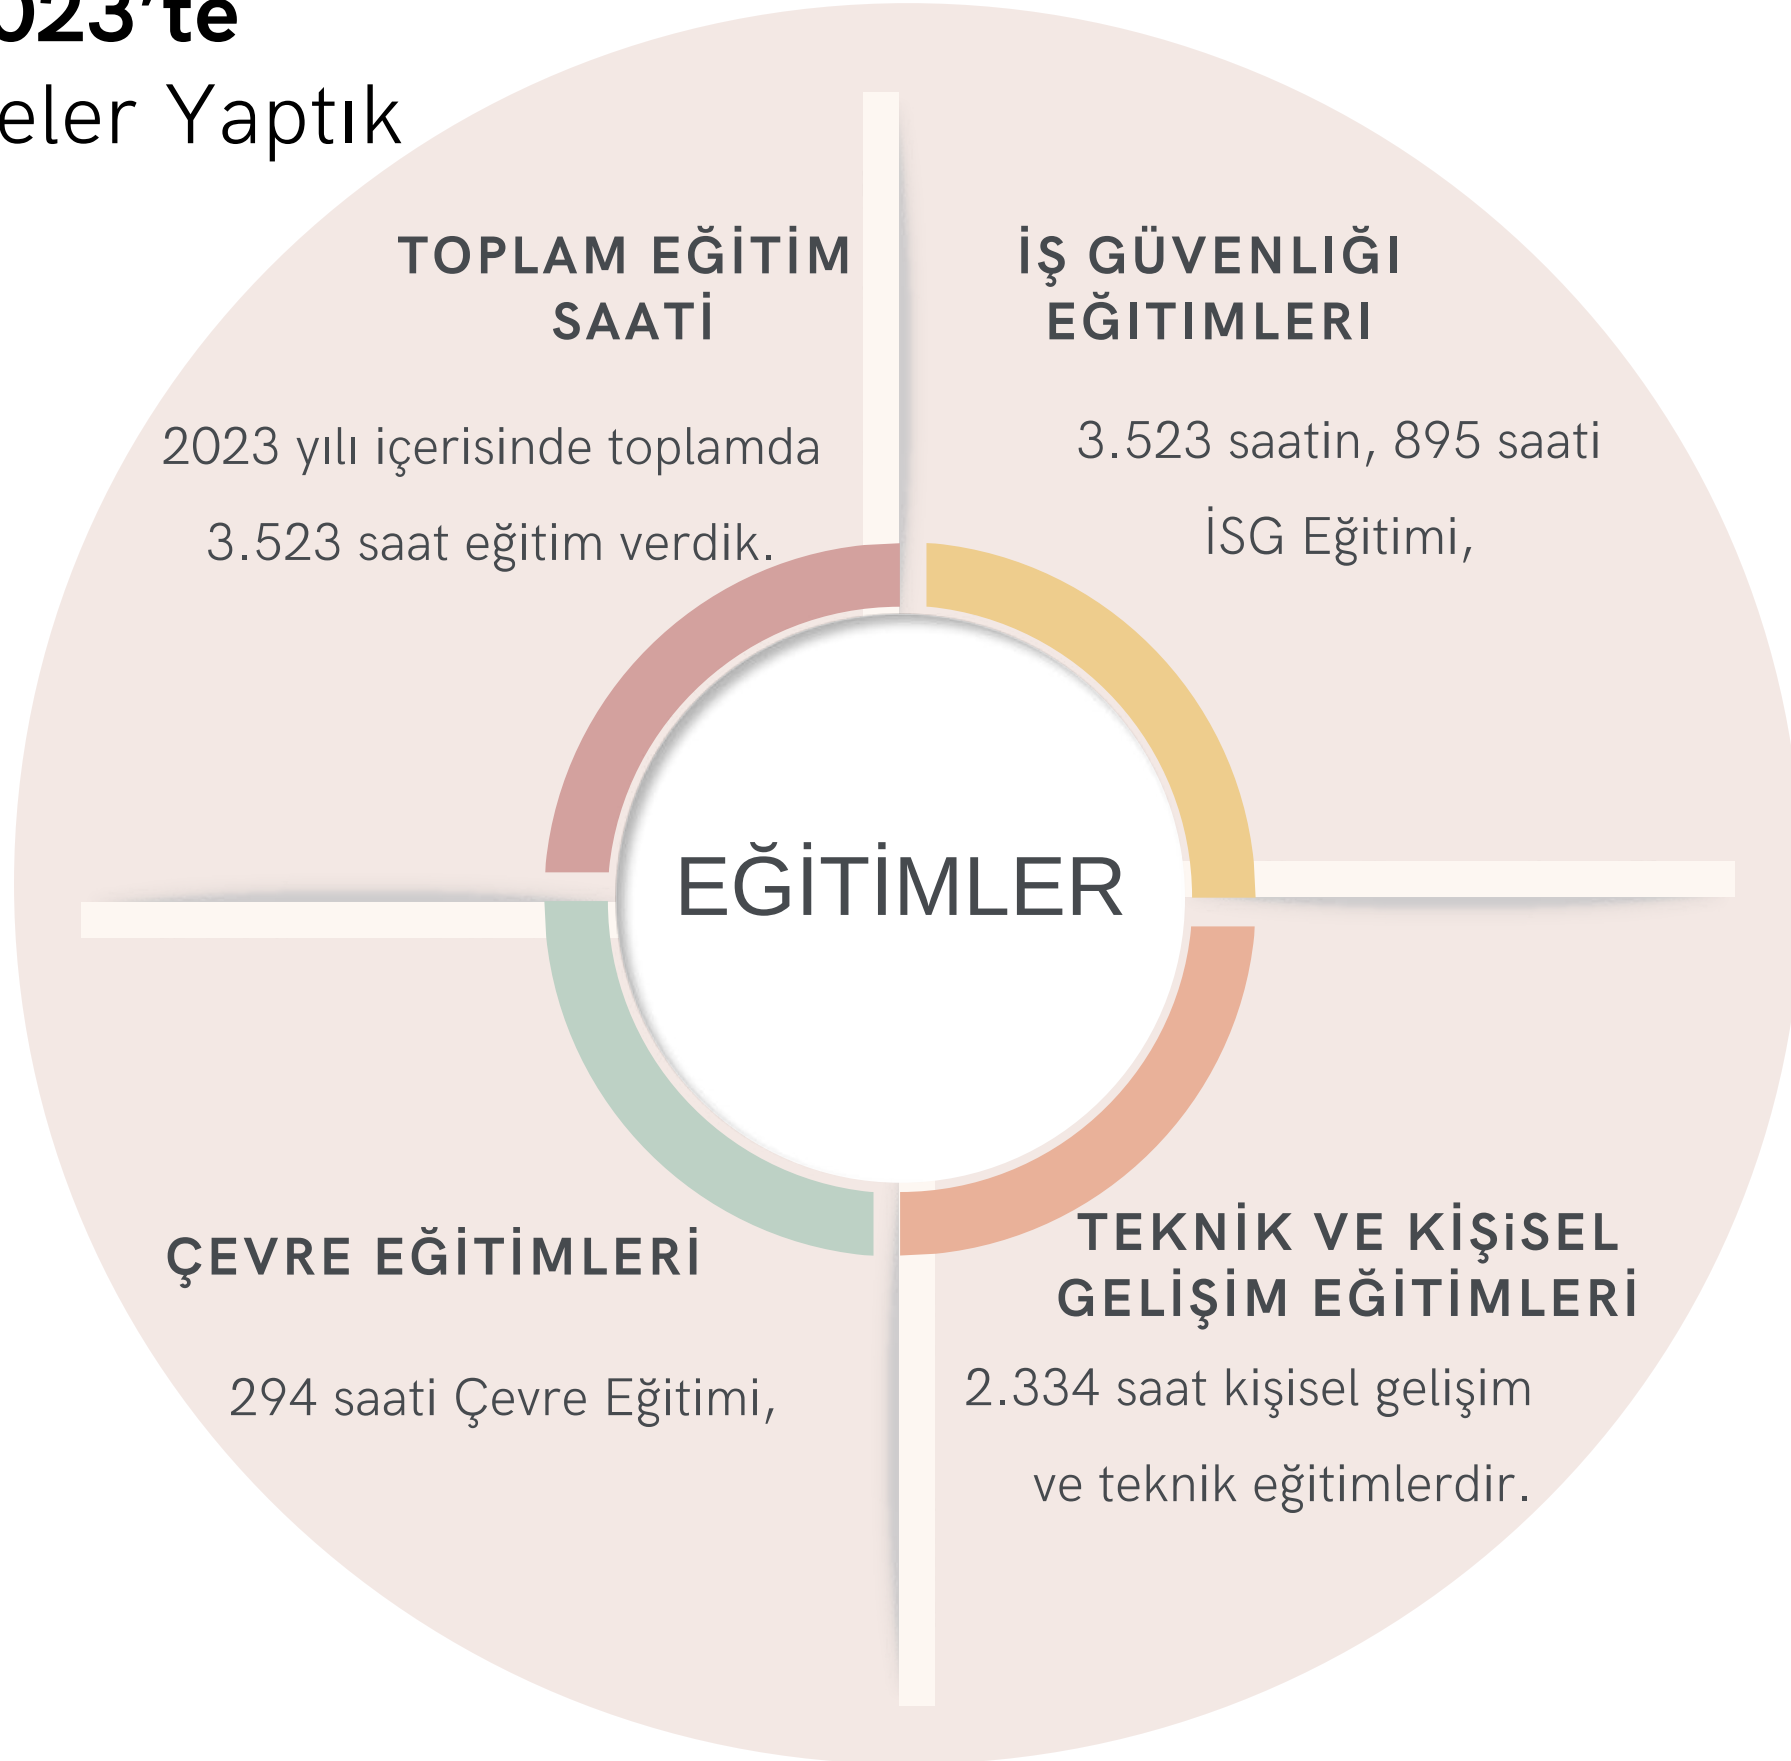 023’te
eler Yaptık
TOPLAM EĞİTİM
SAATİ
2023 yılı içerisinde toplamda
3.523 saat eğitim verdik.
İŞ GÜVENLIĞI
EĞITIMLERI
3.523 saatin, 895 saati
İSG Eğitimi,
EĞİTİMLER
ÇEVRE EĞİTİMLERİ
294 saati Çevre Eğitimi,
TEKNİK VE KİŞiSEL
GELİŞİM EĞİTİMLERİ
2.334 saat kişisel gelişim
ve teknik eğitimlerdir.